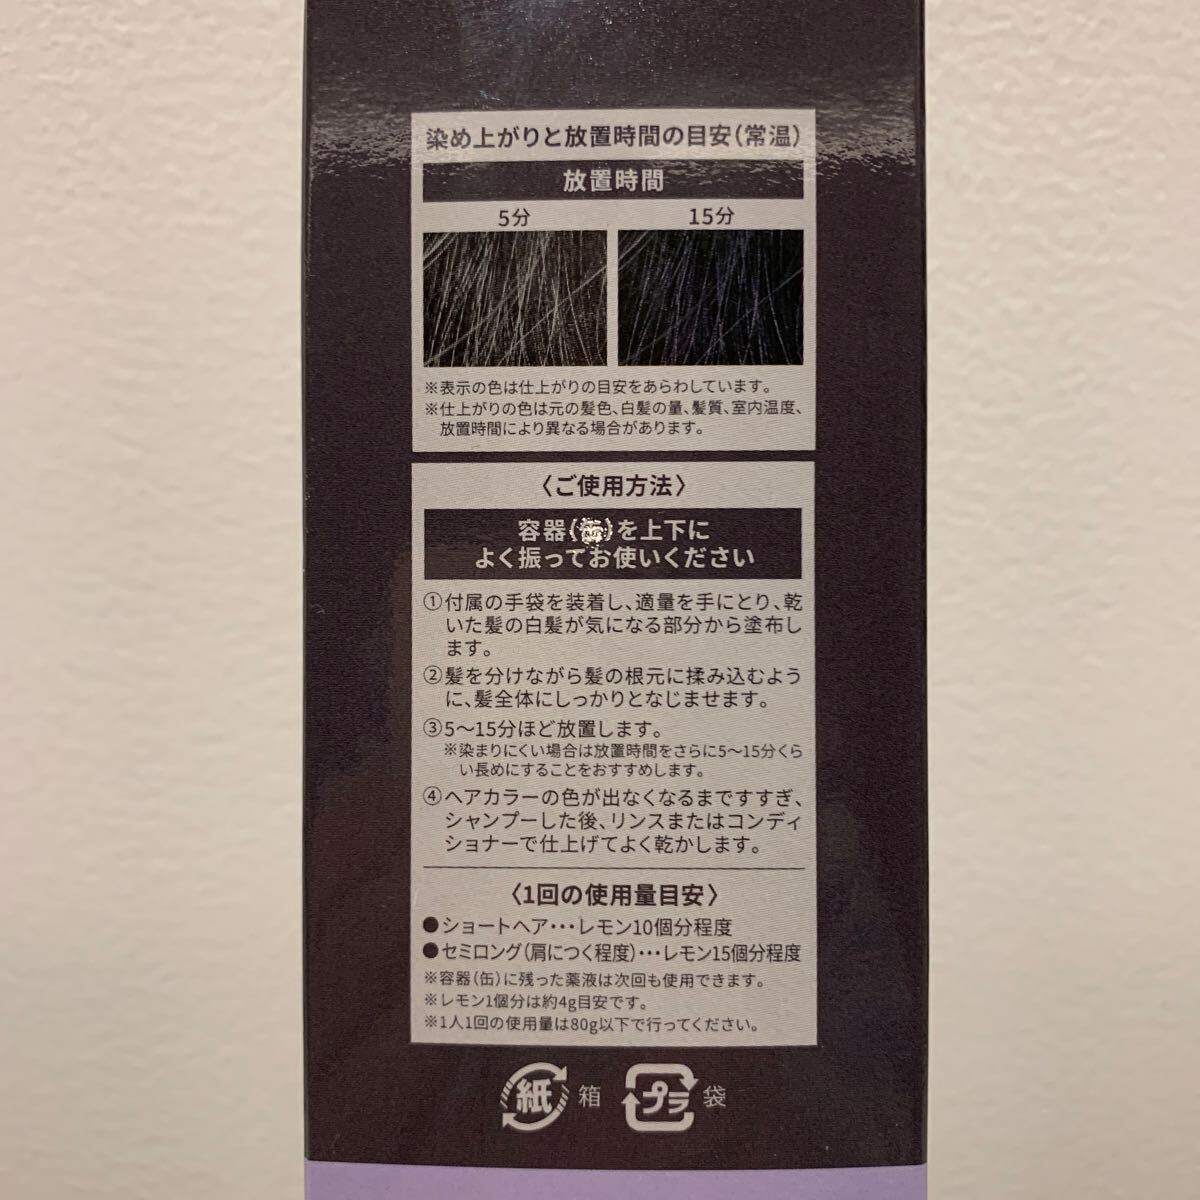 染め上がりと放置時間の目安(常温)
放置時間
5分 15分
※表示の色は仕上がりの目安をあらわしています。
※仕上がりの色は元の髪色、白髪の量、髪質、室内温度、
放置時間により異なる場合があります。
〈ご使用方法〉
容器( )を上下に
よく振ってお使いください
①付属の手袋を装着し、適量を手にとり、乾
いた髪の白髪が気になる部分から塗布し
ます。
②髪を分けながら髪の根元に揉み込むよう
に、髪全体にしっかりとなじませます。
③5〜15分ほど放置します。
※染まりにくい場合は放置時間をさらに5〜15分くら
い長めにすることをおすすめします。
④ヘアカラーの色が出なくなるまですすぎ、
シャンプーした後、リンスまたはコンディ
ショナーで仕上げてよく乾かします。
〈1回の使用量目安〉
●ショートヘア･･･レモン10個分程度
●セミロング(肩につく程度)･･･レモン15個分程度
※容器(缶)に残った薬液は次回も使用できます。
※レモン1個分は約4g目安です。
※1人1回の使用量は80g以下で行ってください。
紙 箱 プラ 袋